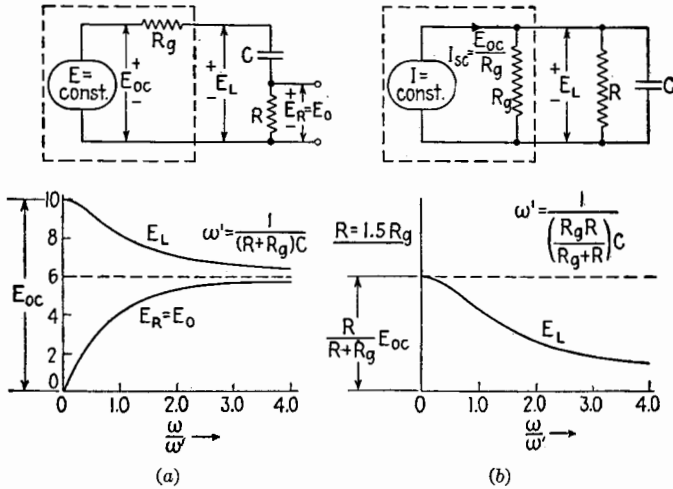 E = const.
+ E_OC −
R_g
+ E_L −
C
R
+ E_R=E_O −
(a)
I = const.
I_SC = E_OC / R_g
R_g
+ E_L −
R
C
10
8
6
4
2
0
E_OC
E_L
ω' = 1 / (R+R_g)C
E_R=E_O
0 1.0 2.0 3.0 4.0
ω/ω' →
R = 1.5 R_g
ω' = 1 / (R_gR / R_g+R) C
R / R+R_g E_OC
E_L
0 1.0 2.0 3.0 4.0
ω/ω' →
(b)